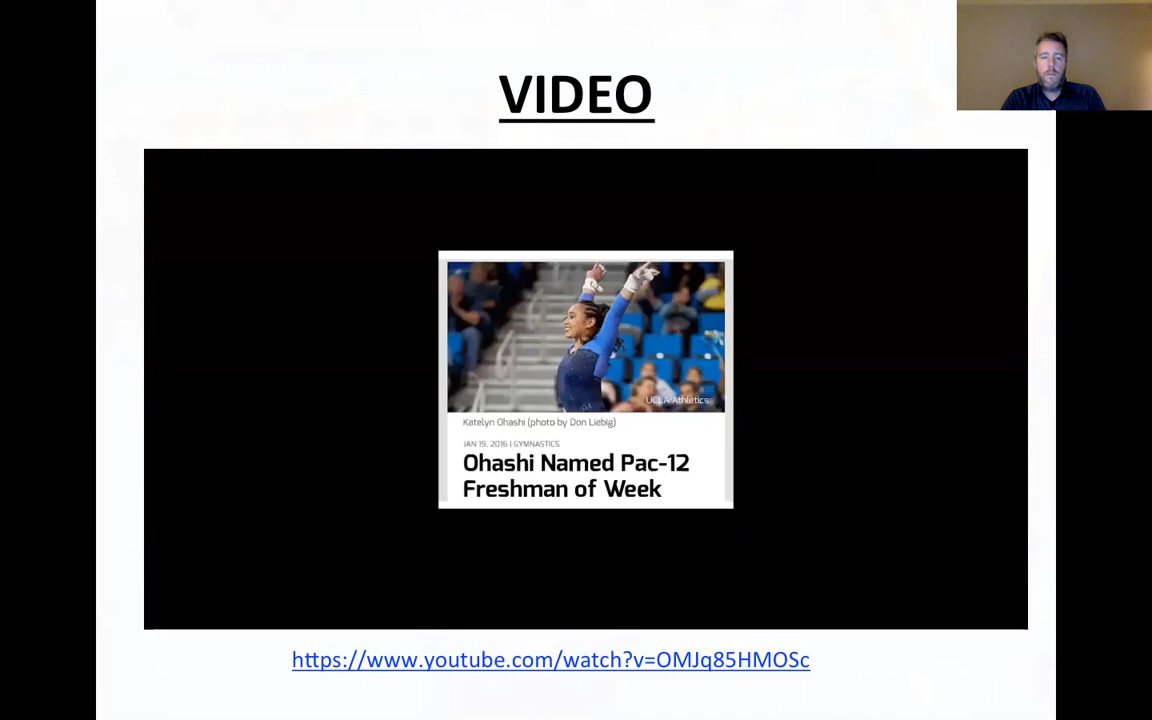 VIDEO
UCLA Athletics
Katelyn Ohashi (photo by Don Liebig)
JAN 19, 2016 | GYMNASTICS
Ohashi Named Pac-12
Freshman of Week
https://www.youtube.com/watch?v=OMJq85HMOSc